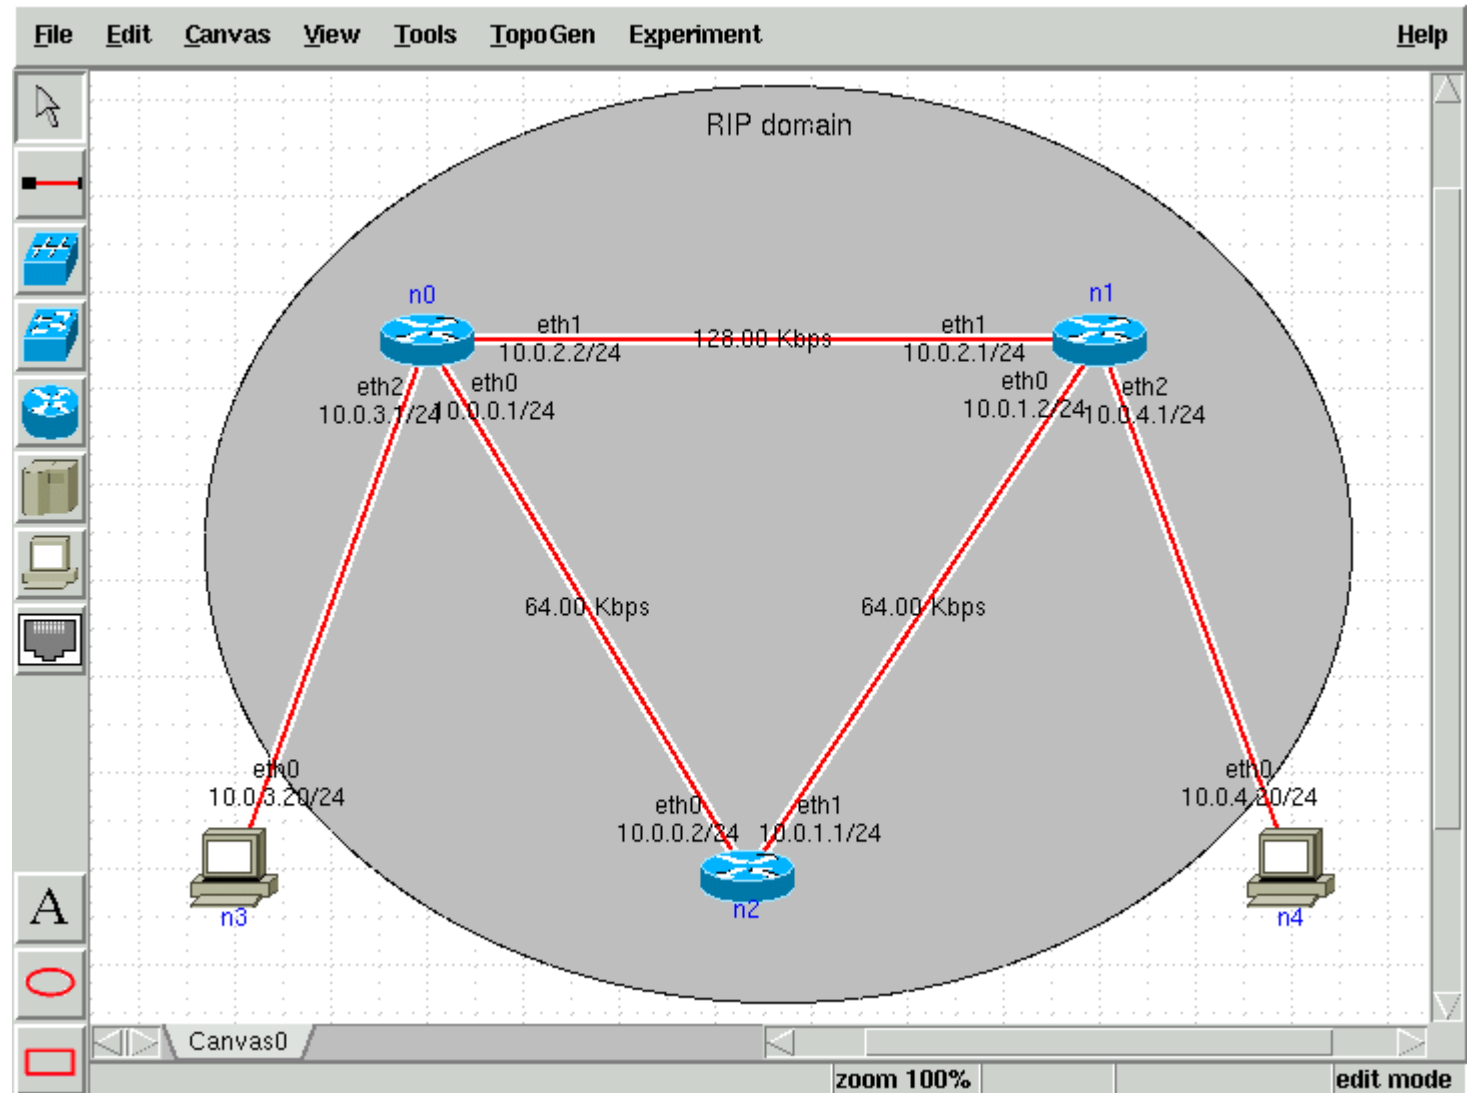 File Edit Canvas View Tools TopoGen Experiment Help
RIP domain
n0
n1
eth1
128.00 Kbps
eth1
10.0.2.2/24
10.0.2.1/24
eth2
eth0
10.0.3.1/24
10.0.0.1/24
eth0
eth2
10.0.1.2/24
10.0.4.1/24
64.00 Kbps
64.00 Kbps
eth0
10.0.3.20/24
eth0
10.0.4.20/24
eth0
10.0.0.2/24
eth1
10.0.1.1/24
n3
n2
n4
A
Canvas0
zoom 100%
edit mode